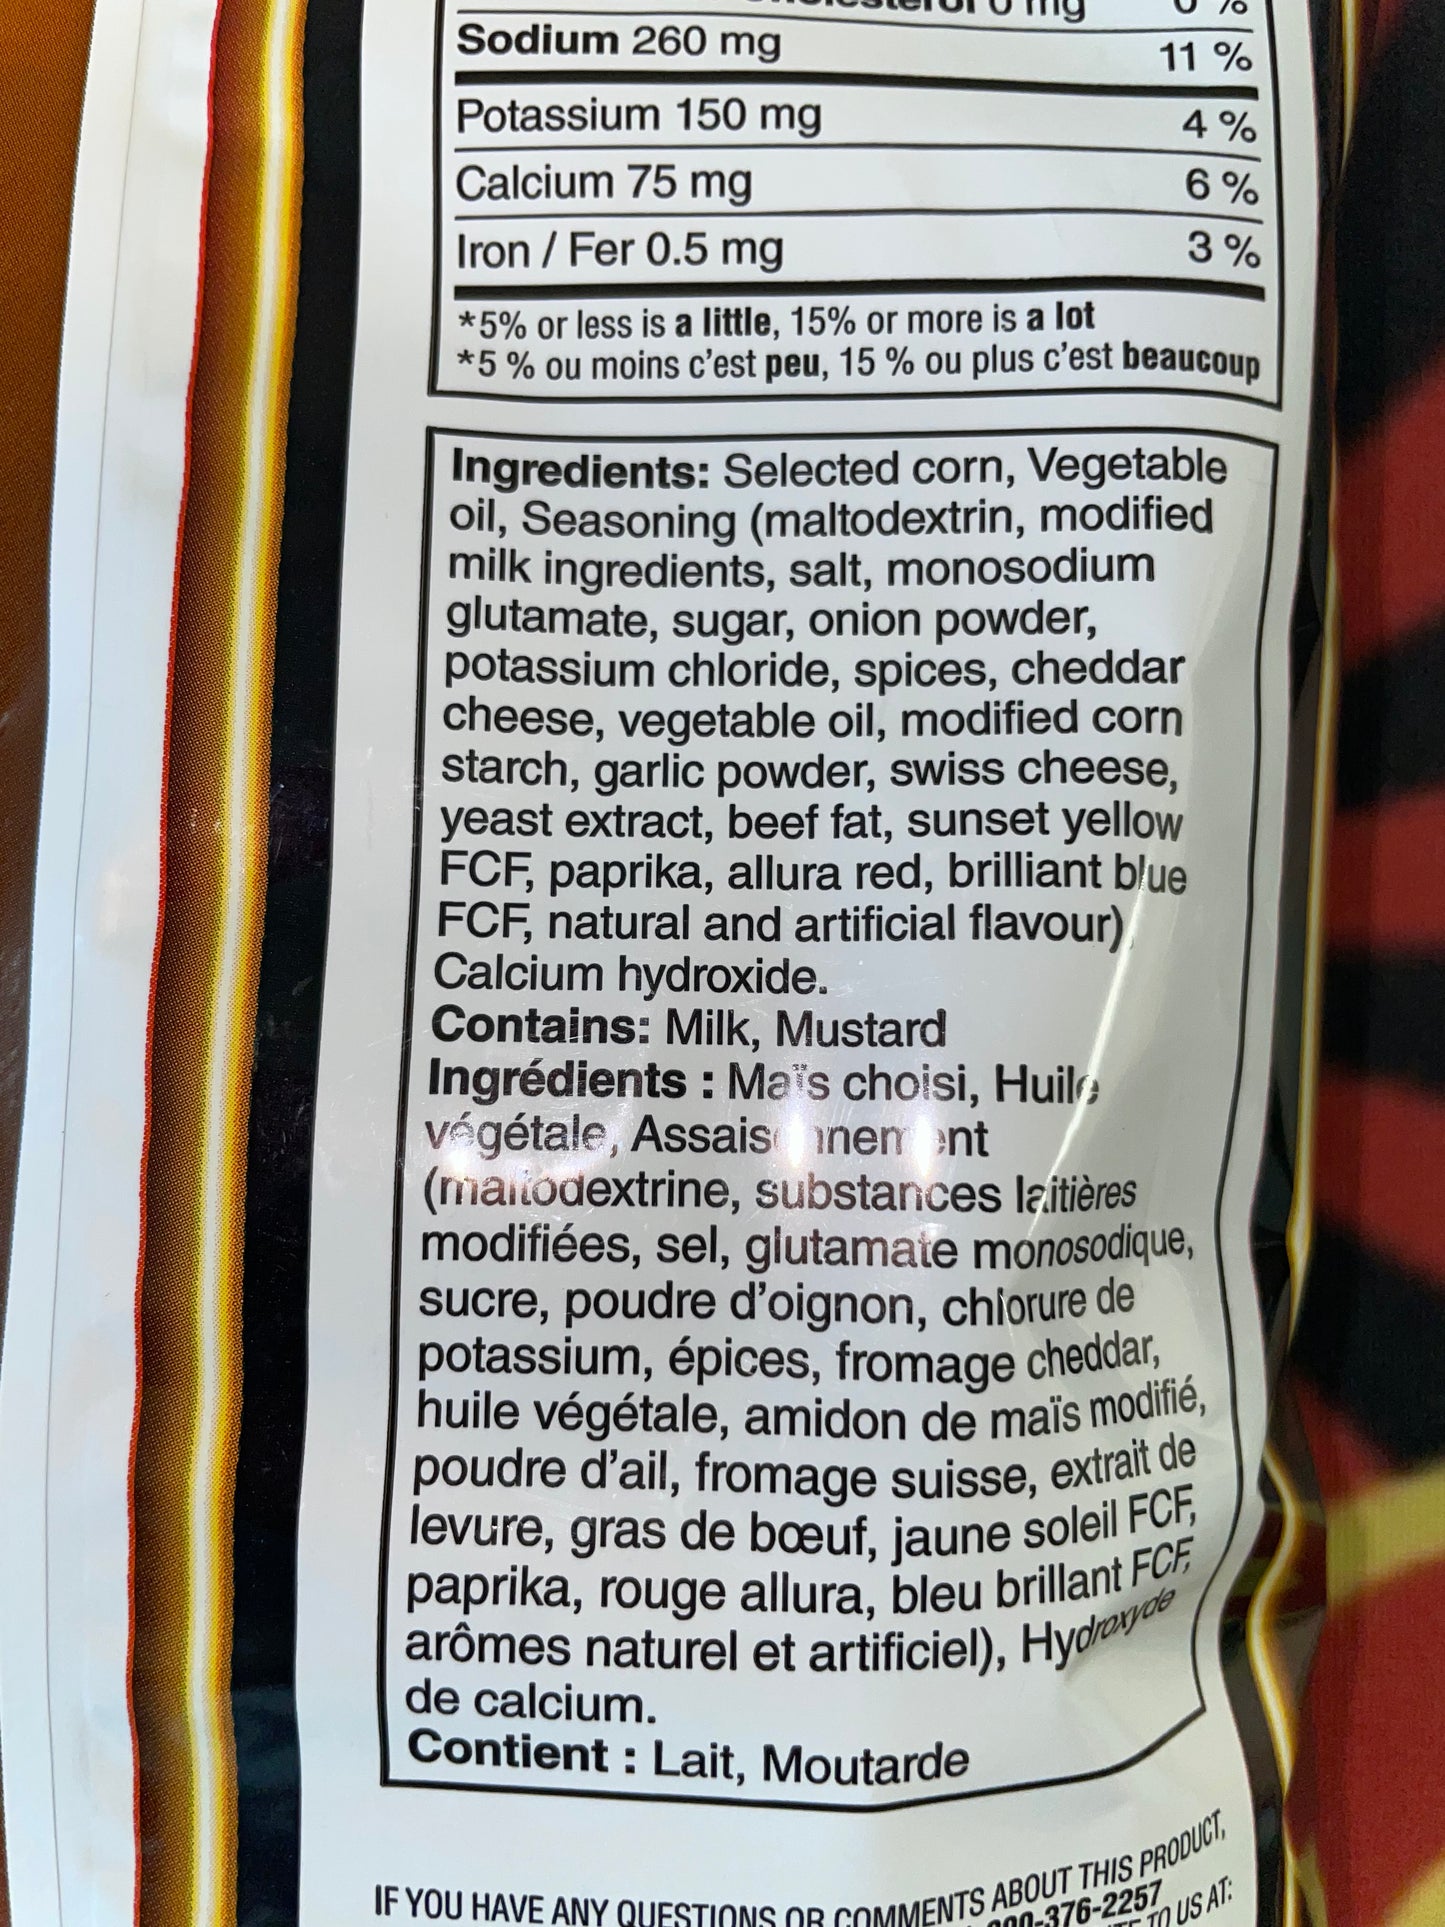 0 mg 0 %
Sodium 260 mg 11 %
Potassium 150 mg 4 %
Calcium 75 mg 6 %
Iron / Fer 0.5 mg 3 %
*5% or less is a little, 15% or more is a lot
*5 % ou moins c'est peu, 15 % ou plus c'est beaucoup
Ingredients: Selected corn, Vegetable
oil, Seasoning (maltodextrin, modified
milk ingredients, salt, monosodium
glutamate, sugar, onion powder,
potassium chloride, spices, cheddar
cheese, vegetable oil, modified corn
starch, garlic powder, swiss cheese,
yeast extract, beef fat, sunset yellow
FCF, paprika, allura red, brilliant blue
FCF, natural and artificial flavour),
Calcium hydroxide.
Contains: Milk, Mustard
Ingrédients : Maïs choisi, Huile
végétale, Assaisonnement
(maltodextrine, substances laitières
modifiées, sel, glutamate monosodique,
sucre, poudre d'oignon, chlorure de
potassium, épices, fromage cheddar,
huile végétale, amidon de maïs modifié,
poudre d'ail, fromage suisse, extrait de
levure, gras de bœuf, jaune soleil FCF,
paprika, rouge allura, bleu brillant FCF,
arômes naturel et artificiel), Hydroxyde
de calcium.
Contient : Lait, Moutarde
IF YOU HAVE ANY QUESTIONS OR COMMENTS ABOUT THIS PRODUCT,
376-2257
TO US AT: